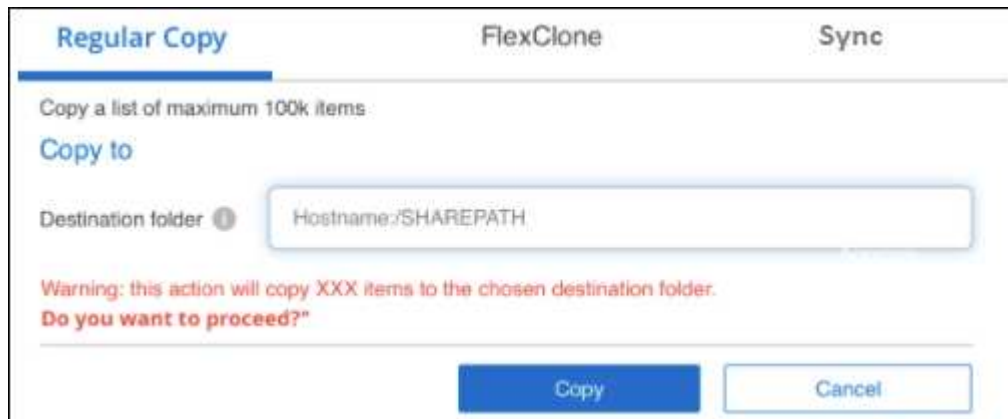 Regular Copy FlexClone Sync
Copy a list of maximum 100k items
Copy to
Destination folder Hostname:/SHAREPATH
Warning: this action will copy XXX items to the chosen destination folder.
Do you want to proceed?"
Copy Cancel